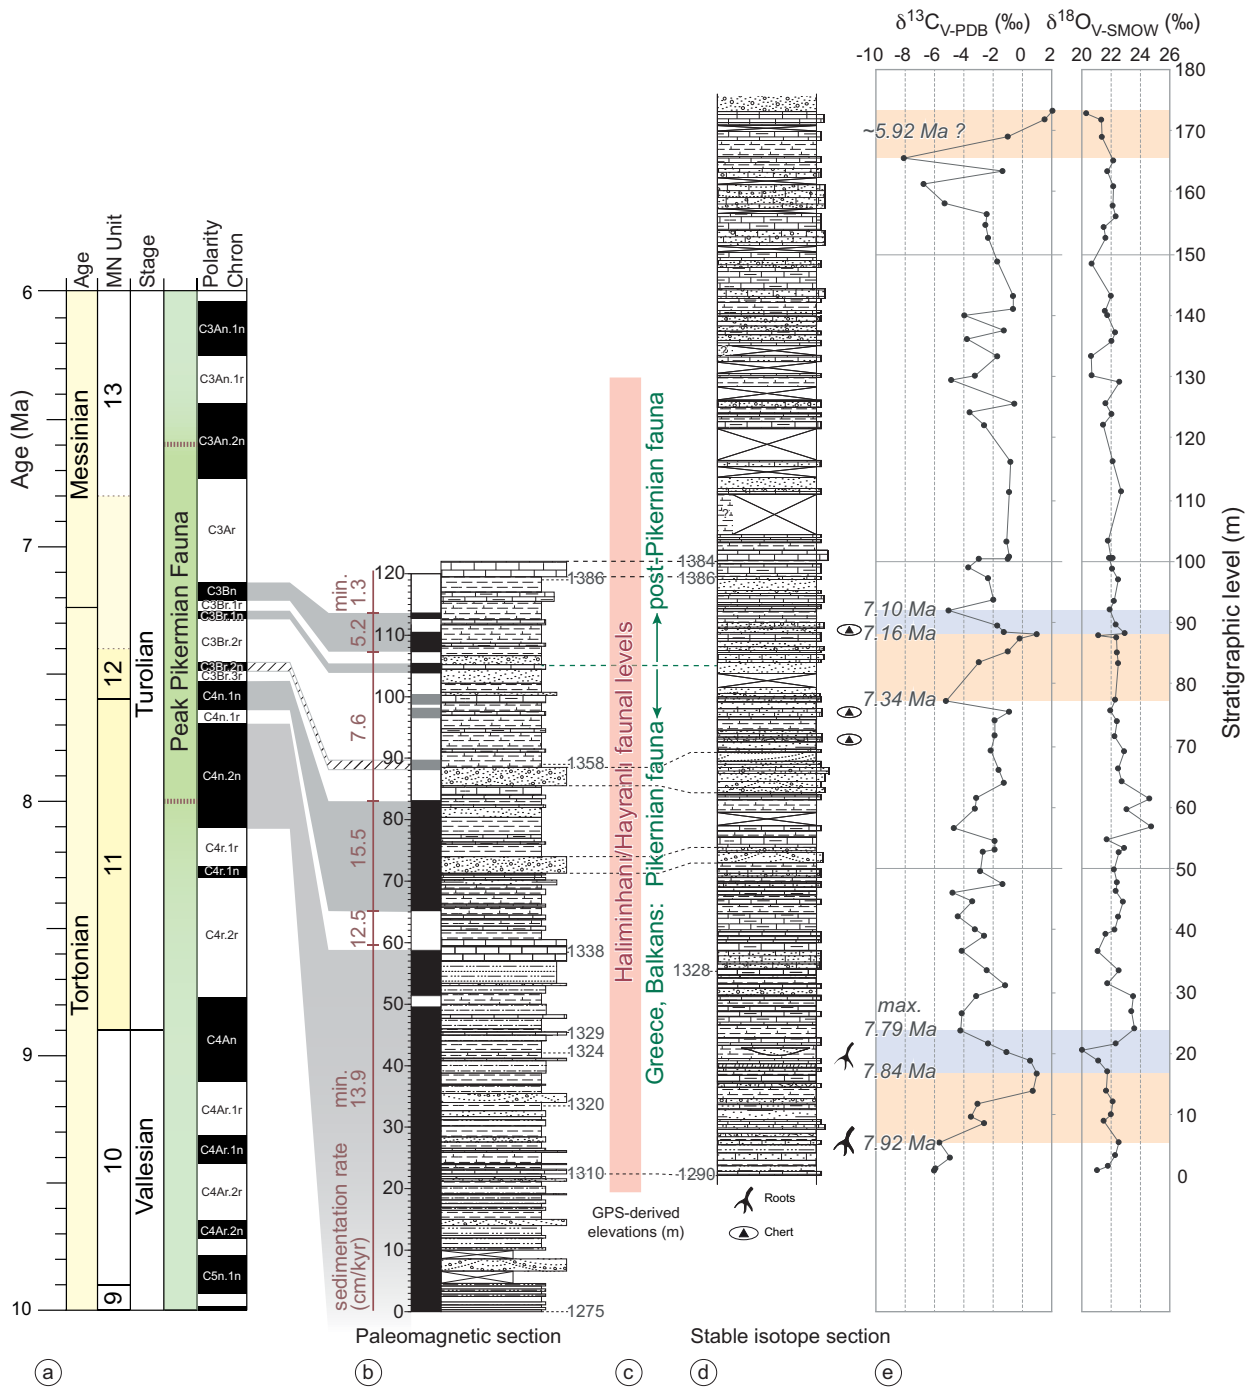 δ13CV-PDB (‰) δ18OV-SMOW (‰)
-10 -8 -6 -4 -2 0 2 20 22 24 26
180
170
160
150
140
130
120
110
100
90
80
70
60
50
40
30
20
10
0
Stratigraphic level (m)
~5.92 Ma ?
7.10 Ma
7.16 Ma
7.34 Ma
max.
7.79 Ma
7.84 Ma
7.92 Ma
Age
MN Unit
Stage
Polarity
Chron
Age (Ma)
6
7
8
9
10
Messinian
Tortonian
13
12
11
10
9
Turolian
Vallesian
Peak Pikermian Fauna
C3An.1n
C3An.1r
C3An.2n
C3Ar
C3Bn
C3Br.1r
C3Br.1n
C3Br.2r
C3Br.2n
C3Br.3r
C4n.1n
C4n.1r
C4n.2n
C4r.1r
C4r.1n
C4r.2r
C4An
C4Ar.1r
C4Ar.1n
C4Ar.2r
C4Ar.2n
C5n.1n
min.
1.3
5.2
7.6
15.5
12.5
min.
13.9
sedimentation rate
(cm/kyr)
120
110
100
90
80
70
60
50
40
30
20
10
0
1386
1358
1338
1329
1324
1320
1310
1275
Haliminhani/Hayrani faunal levels
Greece, Balkans: Pikernian fauna
post-Pikernian fauna
1384
1386
1328
1290
?
?
GPS-derived
elevations (m)
Roots
Chert
Paleomagnetic section
Stable isotope section
a
b
c
d
e